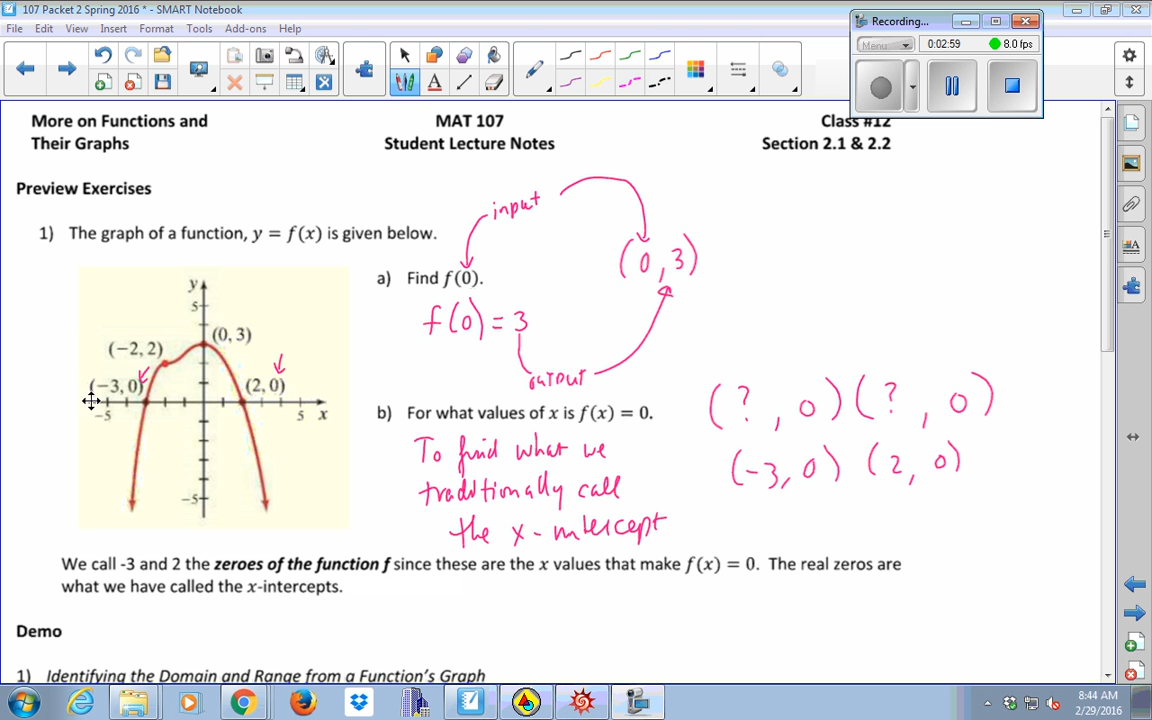 107 Packet 2 Spring 2016 * - SMART Notebook
File Edit View Insert Format Tools Add-ons Help
Recording...
Menu 0:02:59 8.0 fps
More on Functions and MAT 107 Class #12
Their Graphs Student Lecture Notes Section 2.1 & 2.2
Preview Exercises
input
1) The graph of a function, y = f(x) is given below.
(0,3)
a) Find f(0).
f(0) = 3
output
y
5
(0, 3)
(−2, 2)
(−3, 0) (2, 0)
−5 5 x
−5
b) For what values of x is f(x) = 0.
(?, 0) (?, 0)
To find what we
(-3, 0) (2, 0)
traditionally call
the x-intercept
We call -3 and 2 the zeroes of the function f since these are the x values that make f(x) = 0. The real zeros are
what we have called the x-intercepts.
Demo
1) Identifying the Domain and Range from a Function's Graph
8:44 AM
2/29/2016